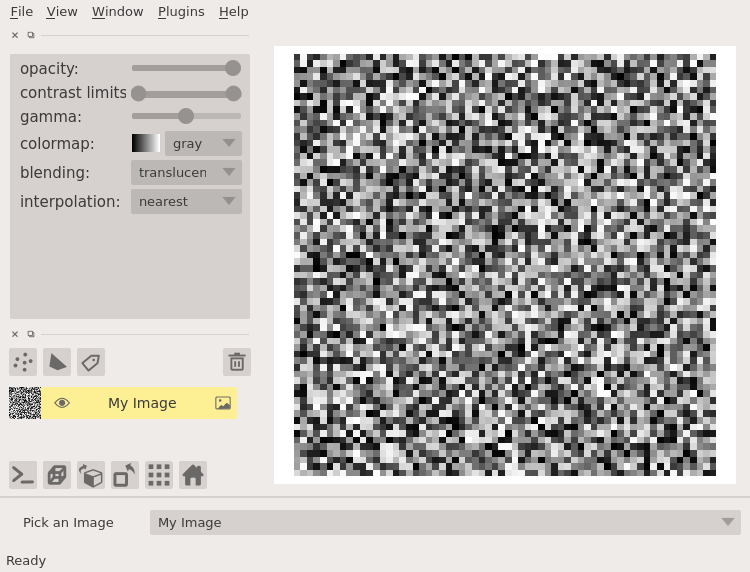 File View Window Plugins Help
opacity:
contrast limits
gamma:
colormap: gray
blending: translucen
interpolation: nearest
My Image
Pick an Image My Image
Ready